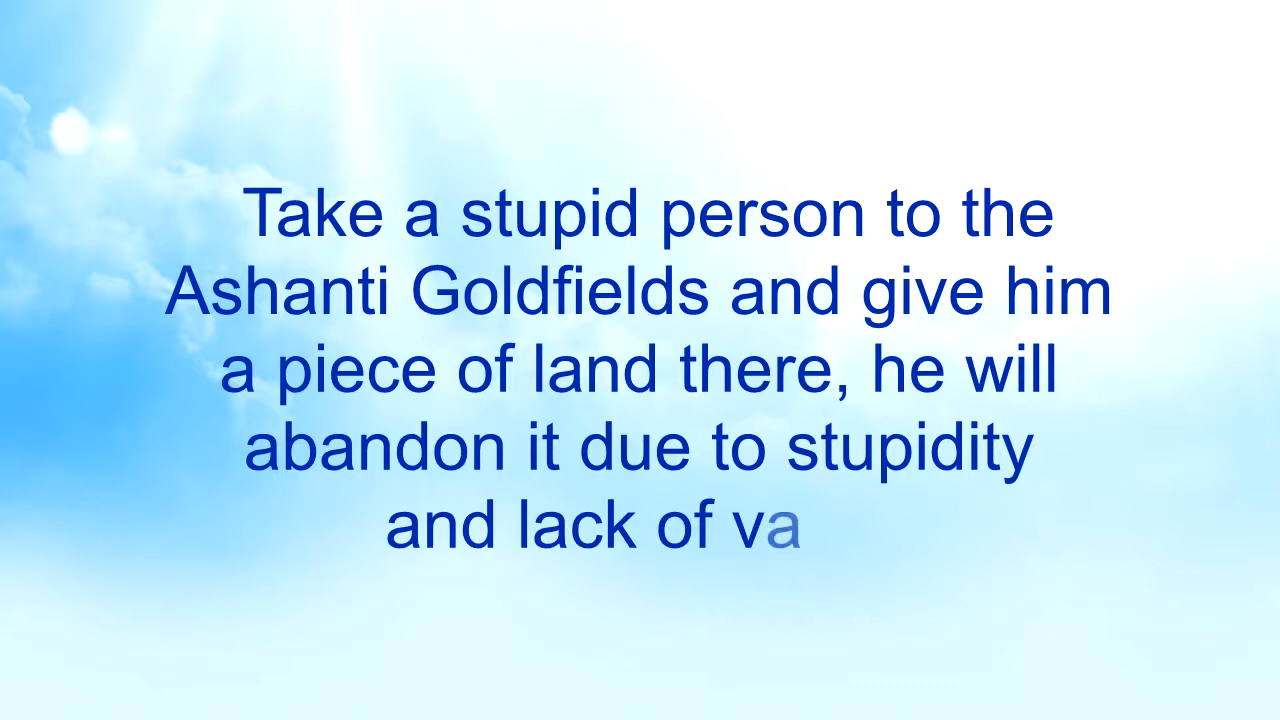 Take a stupid person to the
Ashanti Goldfields and give him
a piece of land there, he will
abandon it due to stupidity
and lack of va